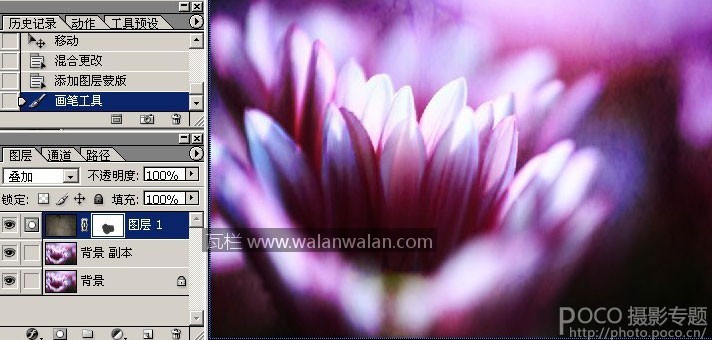 历史记录 动作 工具预设
移动
混合更改
添加图层蒙版
画笔工具
图层 通道 路径
叠加 不透明度: 100%
锁定: 填充: 100%
图层 1
背景 副本
背景
瓦栏 www.walanwalan.com
POCO 摄影专题
http://photo.poco.cn/